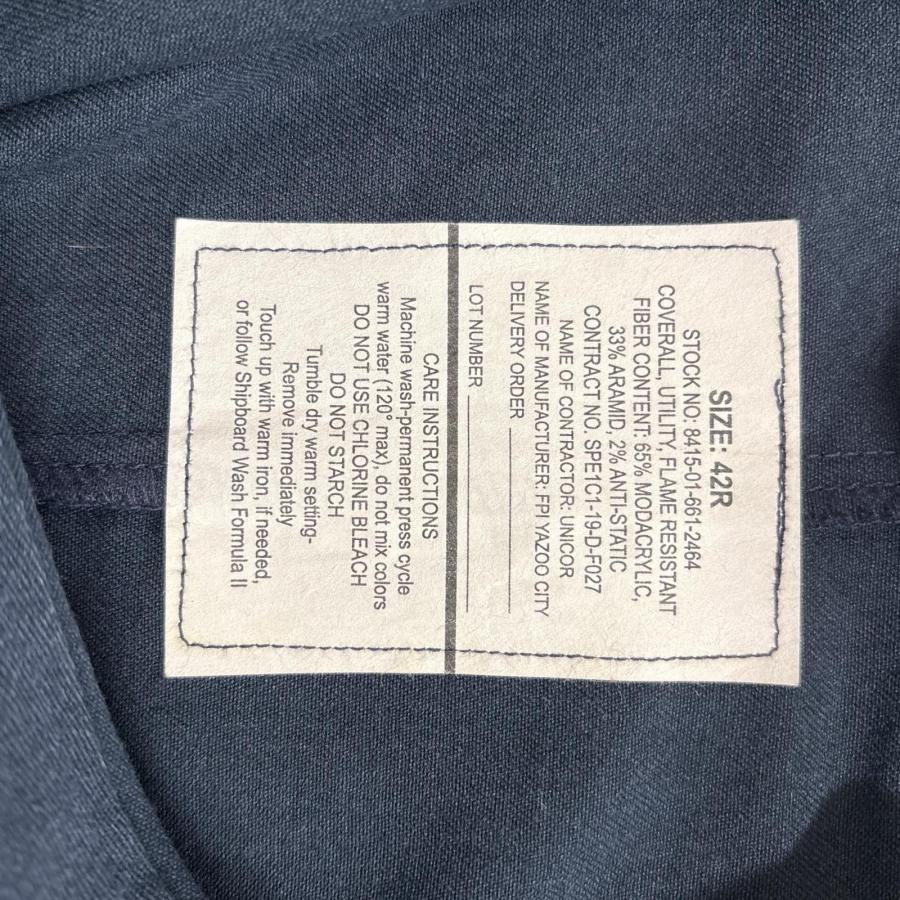 SIZE: 42R
STOCK NO: 8415-01-661-2464
COVERALL, UTILITY, FLAME RESISTANT
FIBER CONTENT: 65% MODACRYLIC,
33% ARAMID, 2% ANTI-STATIC
CONTRACT NO. SPE1C1-19-D-F027
NAME OF CONTRACTOR: UNICOR
NAME OF MANUFACTURER: FPI YAZOO CITY
DELIVERY ORDER
LOT NUMBER
CARE INSTRUCTIONS
Machine wash-permanent press cycle
warm water (120° max), do not mix colors
DO NOT USE CHLORINE BLEACH
DO NOT STARCH
Tumble dry warm setting-
Remove immediately
Touch up with warm iron, if needed,
or follow Shipboard Wash Formula II